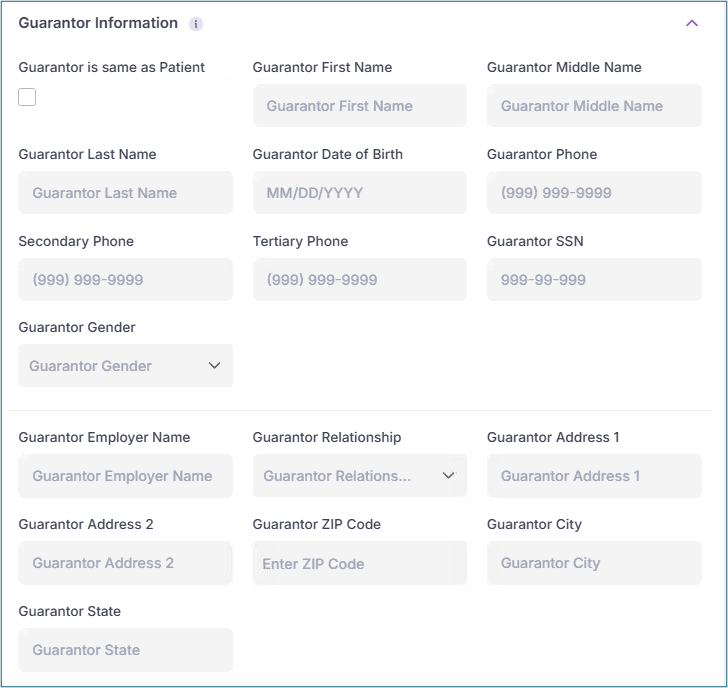 Guarantor Information i
Guarantor is same as Patient Guarantor First Name Guarantor Middle Name
Guarantor First Name Guarantor Middle Name
Guarantor Last Name Guarantor Date of Birth Guarantor Phone
Guarantor Last Name MM/DD/YYYY (999) 999-9999
Secondary Phone Tertiary Phone Guarantor SSN
(999) 999-9999 (999) 999-9999 999-99-999
Guarantor Gender
Guarantor Gender
Guarantor Employer Name Guarantor Relationship Guarantor Address 1
Guarantor Employer Name Guarantor Relations... Guarantor Address 1
Guarantor Address 2 Guarantor ZIP Code Guarantor City
Guarantor Address 2 Enter ZIP Code Guarantor City
Guarantor State
Guarantor State